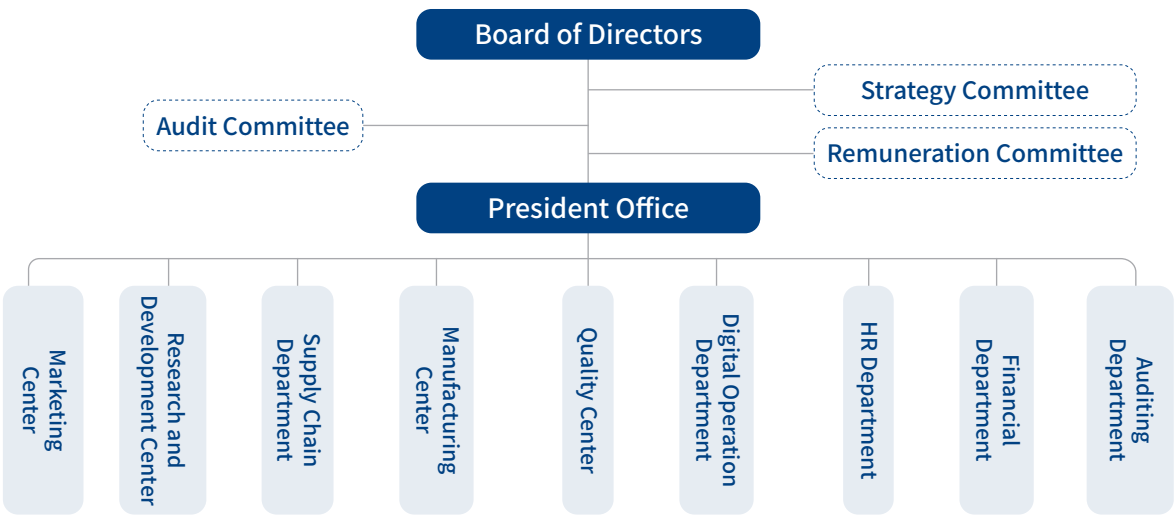 Board of Directors
Strategy Committee
Audit Committee
Remuneration Committee
President Office
Marketing
Center
Research and
Development Center
Supply Chain
Department
Manufacturing
Center
Quality Center
Digital Operation
Department
HR Department
Financial
Department
Auditing
Department